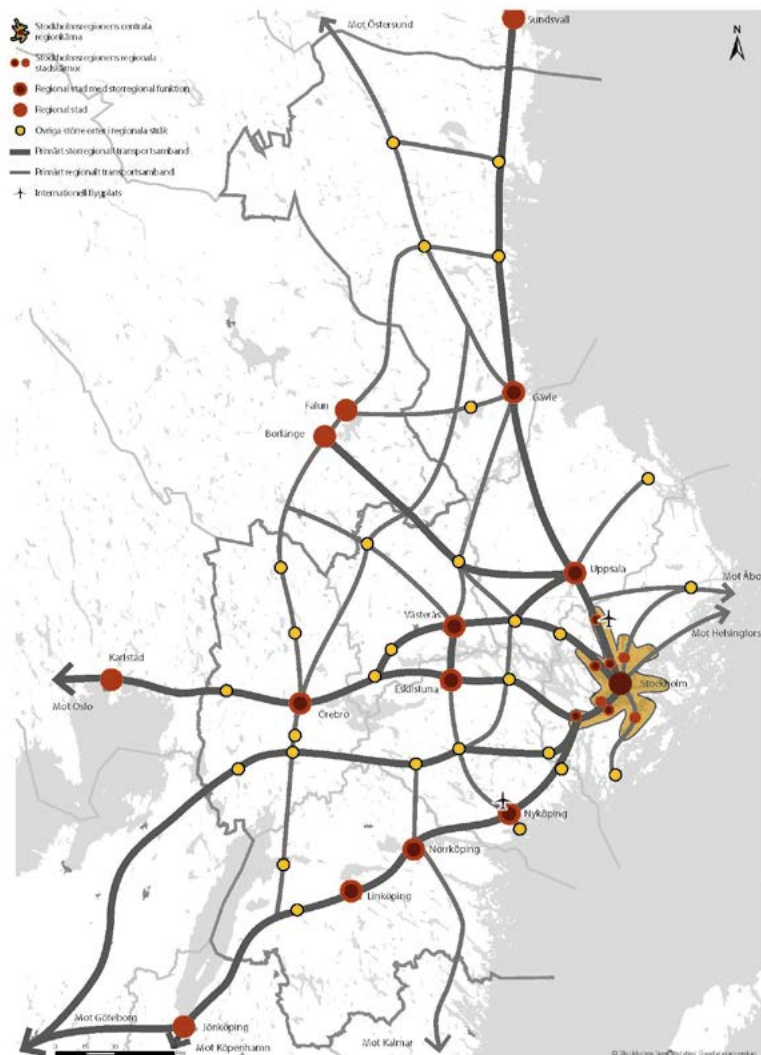 Stockholmsregionens centrala
regionkärna
Stockholmsregionens regionala
stadskärnor
Regional stad med storregional funktion
Regional stad
Övriga större orter i regionala stråk
Primärt storregionalt transportsamband
Primärt regionalt transportsamband
Internationell flygplats
Mot Östersund
Sundsvall
N
Gävle
Falun
Borlänge
Uppsala
Mot Åbo
Västerås
Mot Helsingfors
Karlstad
Stockholm
Eskilstuna
Mot Oslo
Örebro
Nyköping
Norrköping
Linköping
Mot Göteborg
Jönköping
Mot Kalmar
Mot Köpenhamn